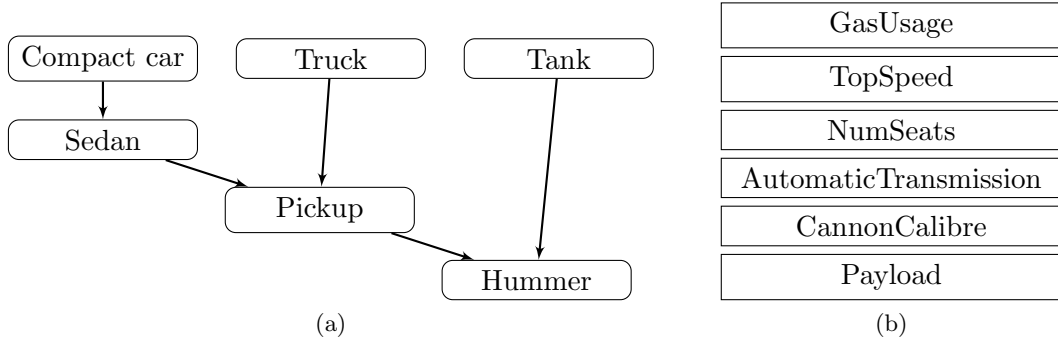 Compact car
Truck
Tank
Sedan
Pickup
Hummer
(a)
GasUsage
TopSpeed
NumSeats
AutomaticTransmission
CannonCalibre
Payload
(b)